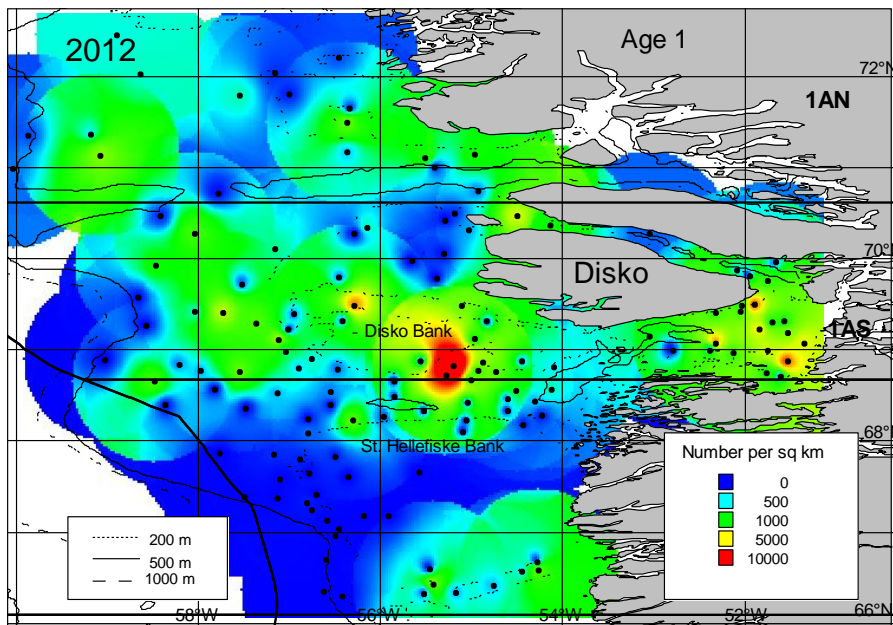 2012
Age 1
72°N
1AN
70°N
Disko
Disko Bank
1AS
68°N
St. Hellefiske Bank
Number per sq km
0
500
1000
5000
10000
200 m
500 m
1000 m
58°W 56°W 54°W 52°W 66°N